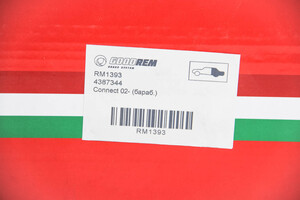 GOODREM
BRAKE SYSTEM
RM1393
4387344
Connect 02- (бараб.)
RM1393